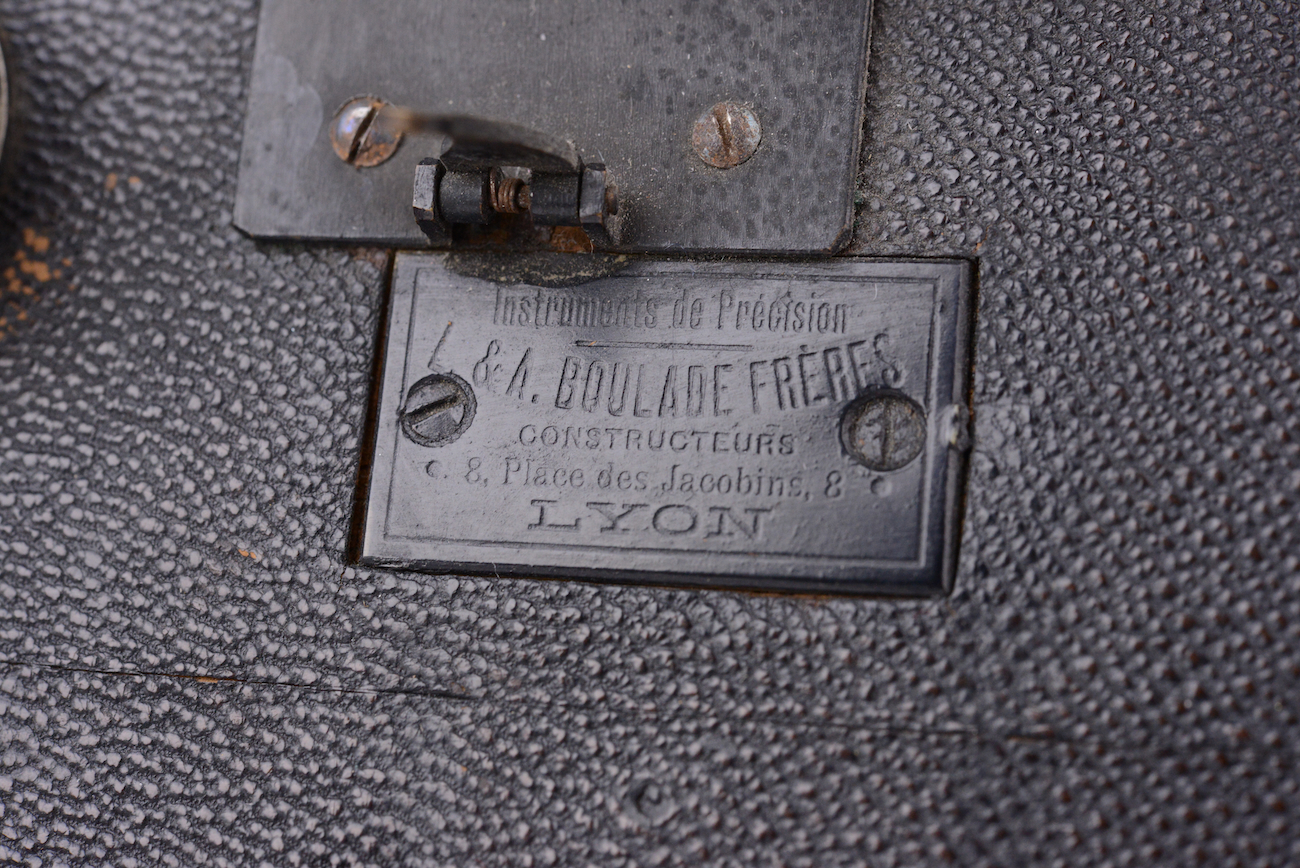 Instruments de Précision
L & A. BOULADE FRÈRES
CONSTRUCTEURS
8, Place des Jacobins, 8
LYON